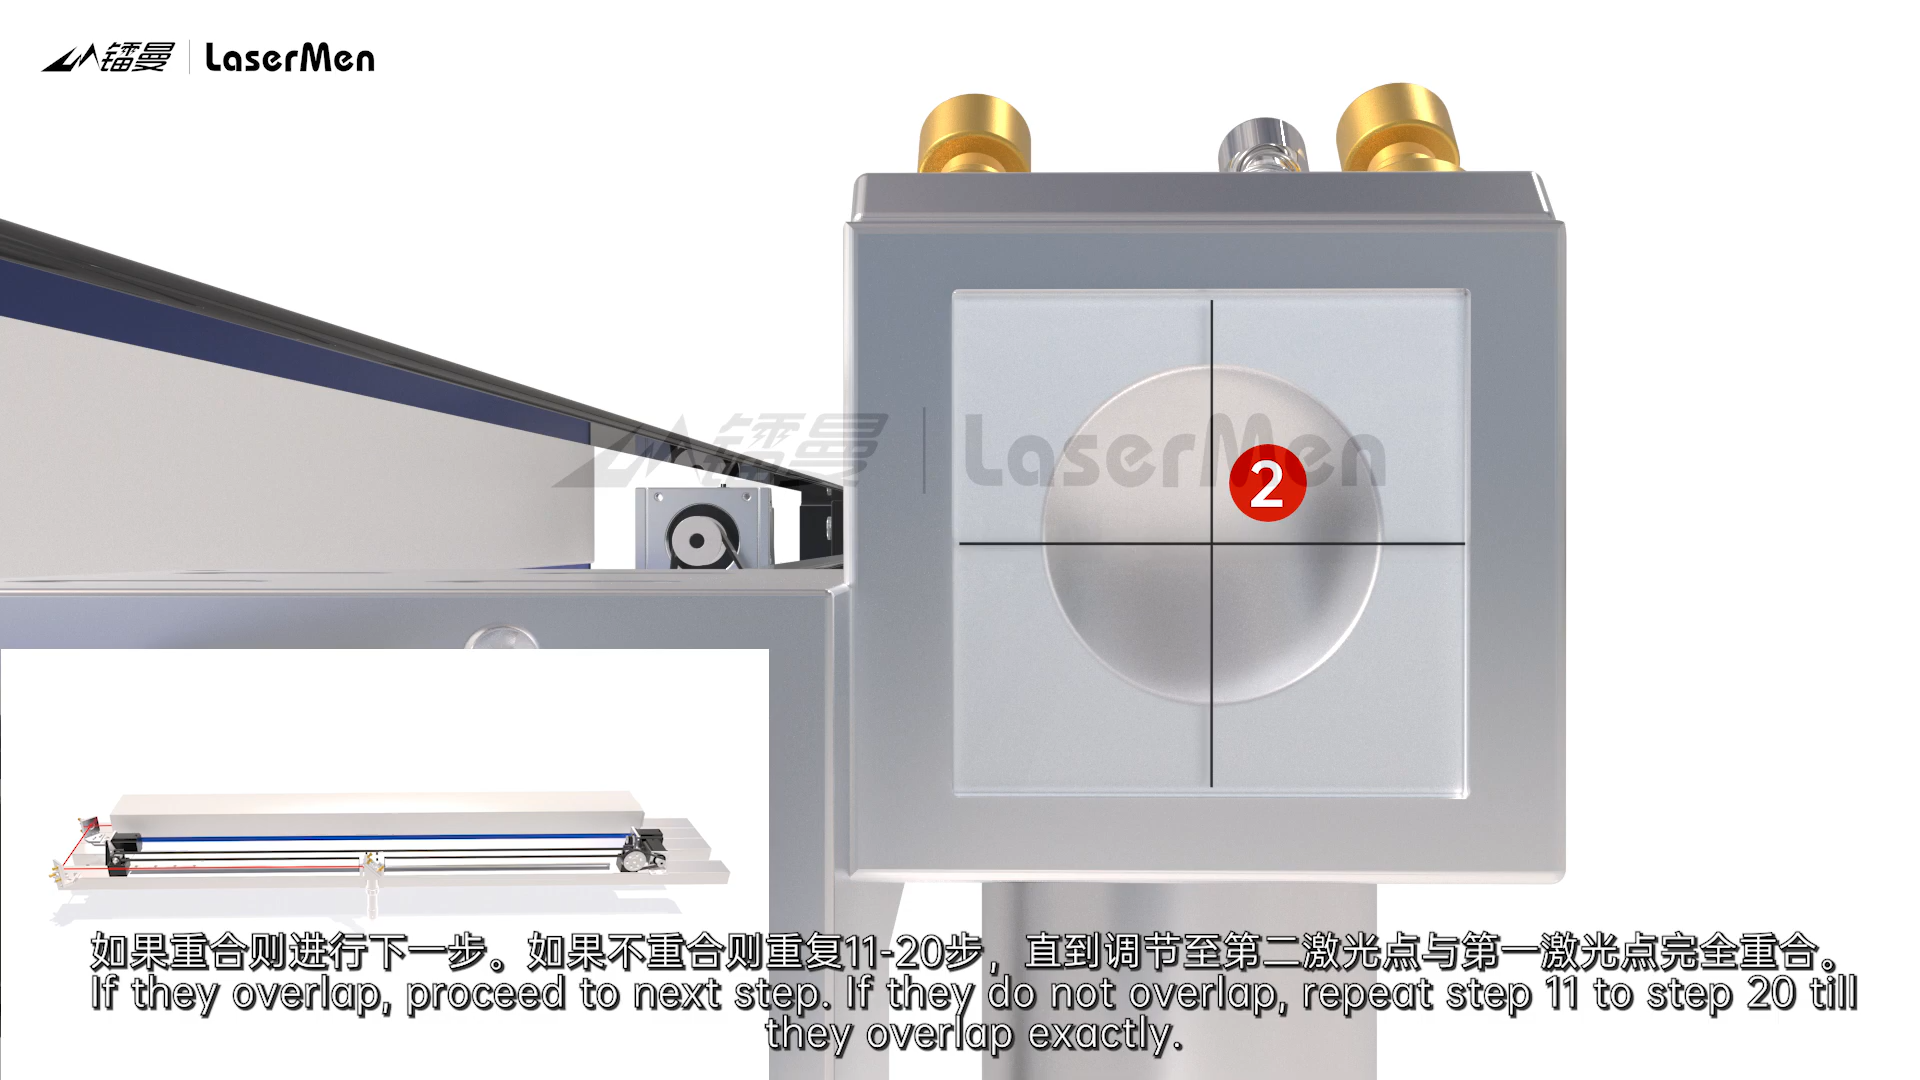 镭曼 LaserMen
镭曼 LaserMen
2
如果重合则进行下一步。如果不重合则重复11-20步，直到调节至第二激光点与第一激光点完全重合。
If they overlap, proceed to next step. If they do not overlap, repeat step 11 to step 20 till
they overlap exactly.